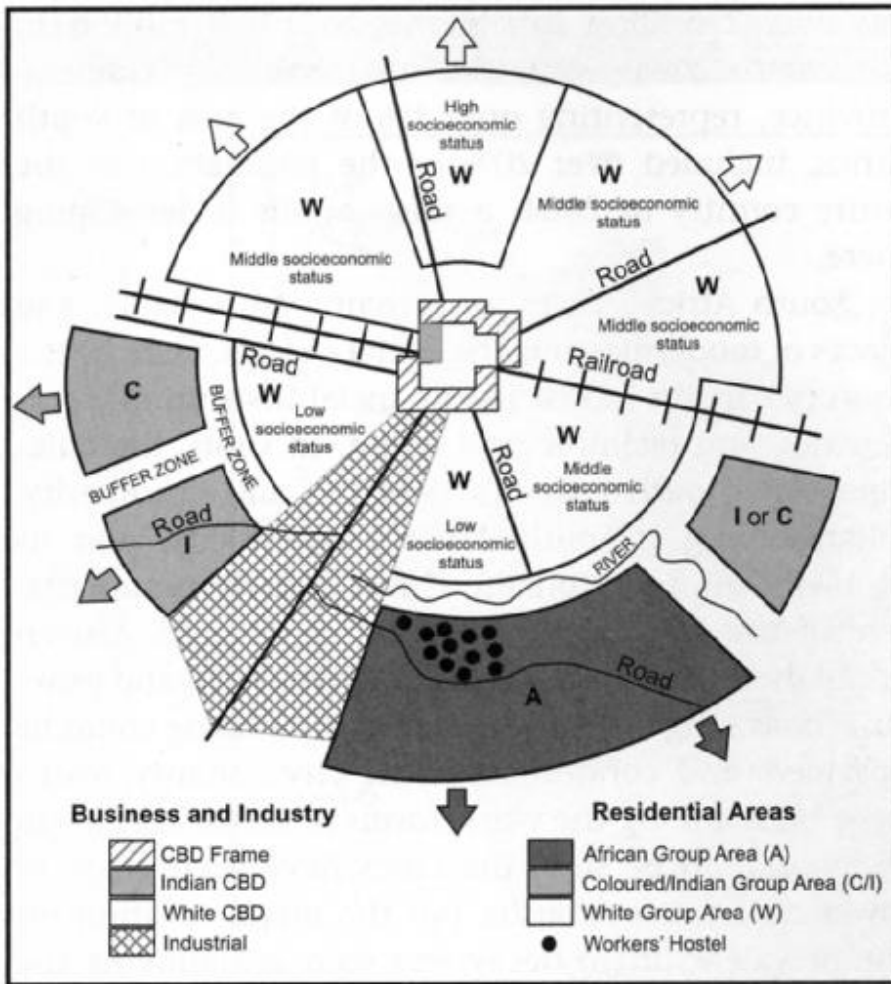 High
socioeconomic
status
W
Road
W
Middle socioeconomic
status
W
Middle socioeconomic
status
Road
W
Middle socioeconomic
status
Railroad
Road
C
BUFFER ZONE
BUFFER ZONE
W
Low
socioeconomic
status
Road
I
W
Low
socioeconomic
status
Road
W
Middle
socioeconomic
status
I or C
RIVER
Road
A
Business and Industry
CBD Frame
Indian CBD
White CBD
Industrial
Residential Areas
African Group Area (A)
Coloured/Indian Group Area (C/I)
White Group Area (W)
Workers' Hostel